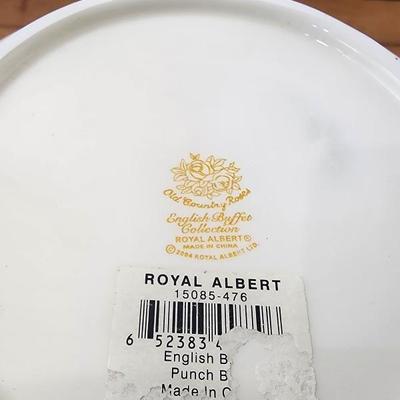 Old Country Roses
English Buffet
Collection
ROYAL ALBERT®
MADE IN CHINA
© 2004 ROYAL ALBERT LTD.
ROYAL ALBERT
15085-476
6 52383 4
English B
Punch B
Made In C